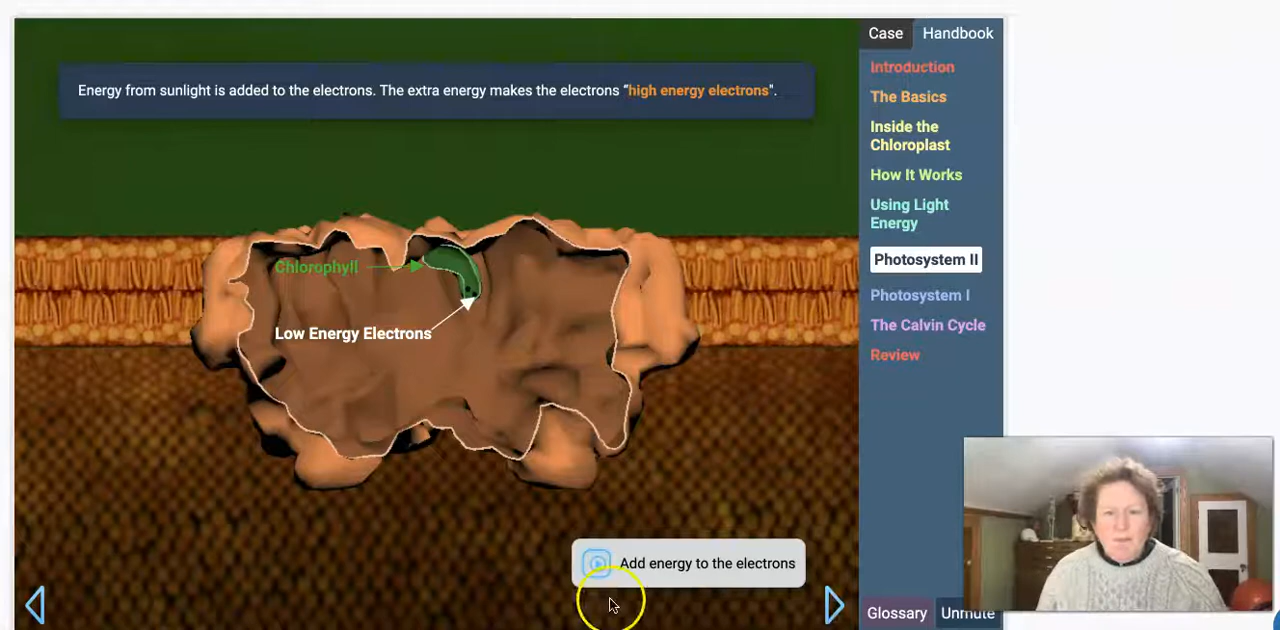 Energy from sunlight is added to the electrons. The extra energy makes the electrons “high energy electrons".
Chlorophyll
Low Energy Electrons
Add energy to the electrons
Case
Handbook
Introduction
The Basics
Inside the
Chloroplast
How It Works
Using Light
Energy
Photosystem II
Photosystem I
The Calvin Cycle
Review
Glossary
Unmute